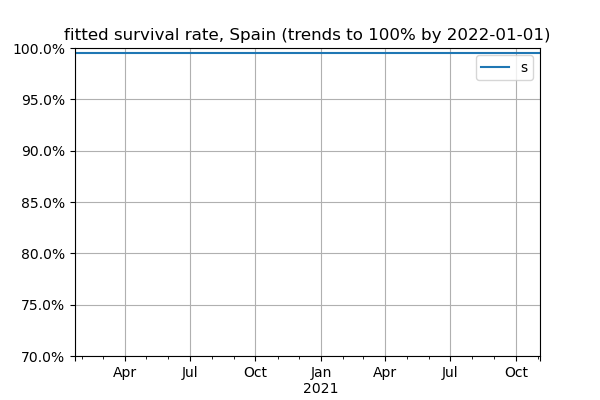 fitted survival rate, Spain (trends to 100% by 2022-01-01)
100.0%
s
95.0%
90.0%
85.0%
80.0%
75.0%
70.0%
Apr Jul Oct Jan Apr Jul Oct
2021